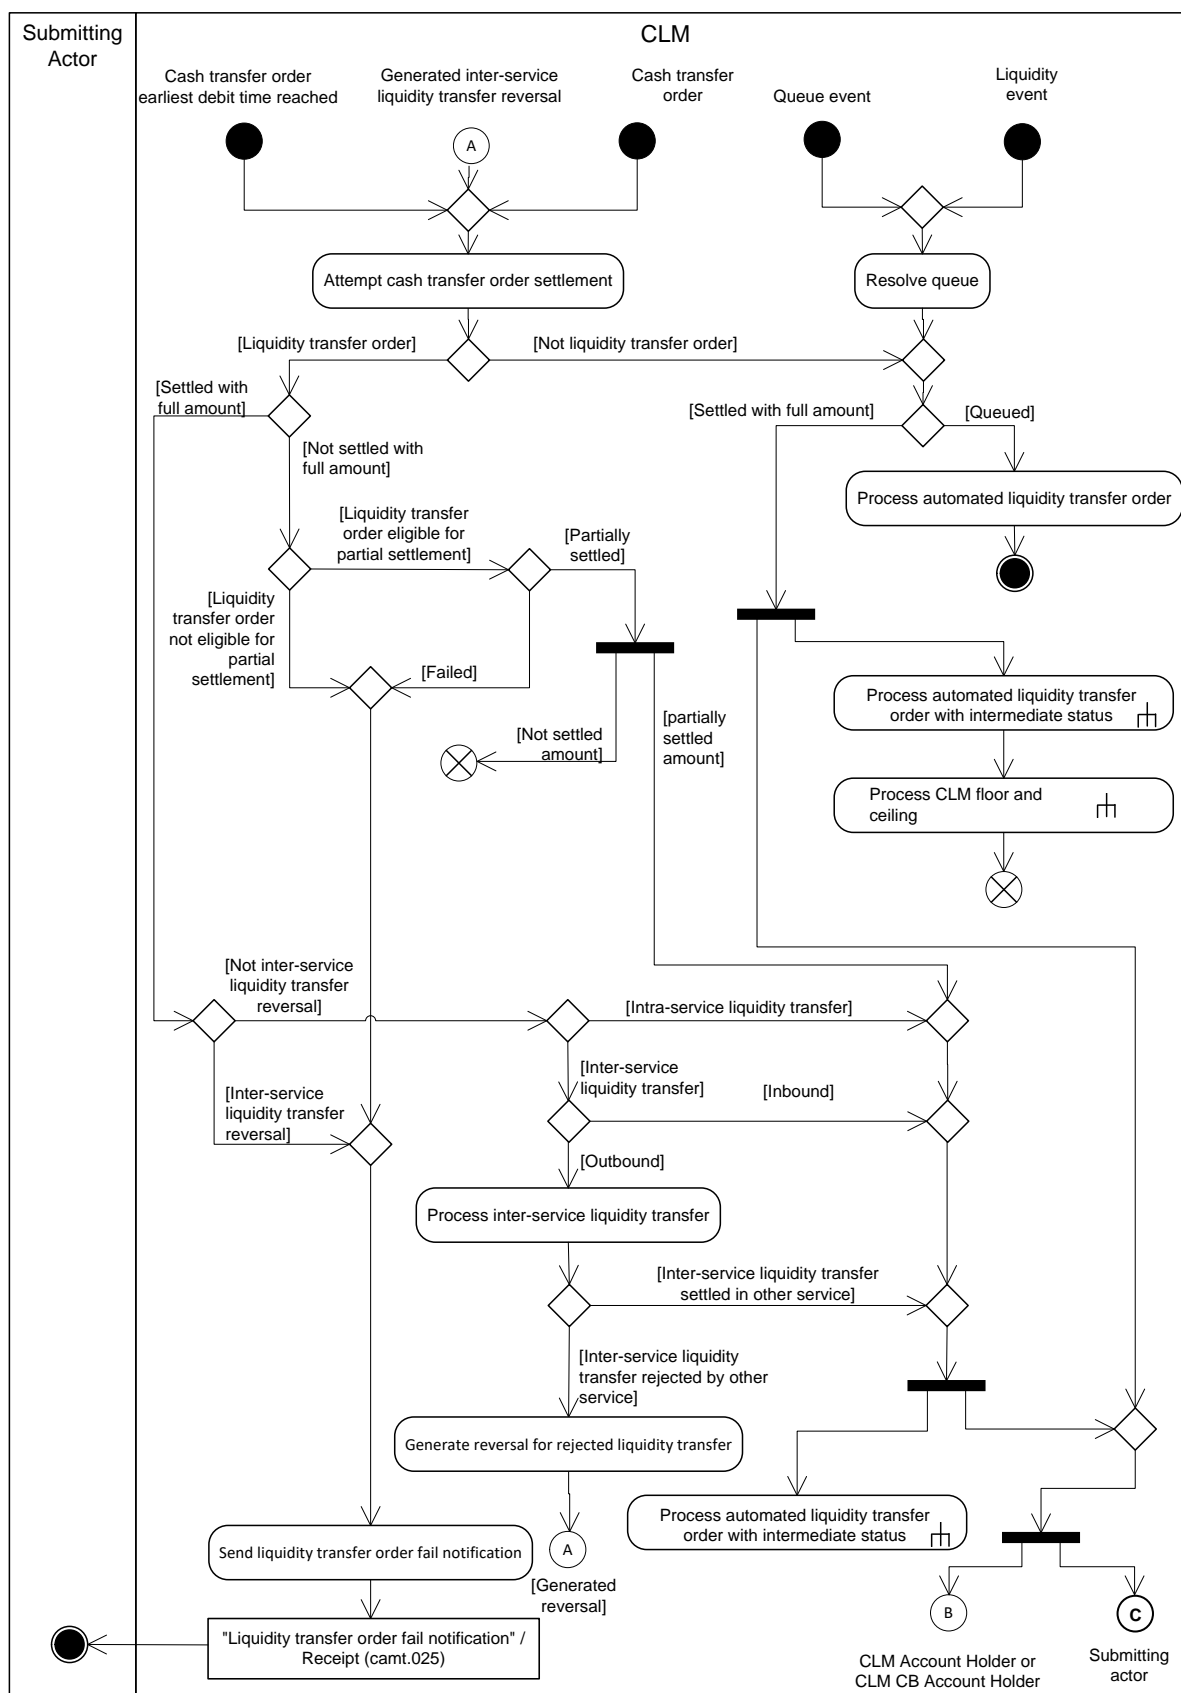 Submitting
Actor
CLM
Cash transfer order
earliest debit time reached
Generated inter-service
liquidity transfer reversal
Cash transfer
order
Queue event
Liquidity
event
A
Attempt cash transfer order settlement
Resolve queue
[Liquidity transfer order]
[Not liquidity transfer order]
[Settled with
full amount]
[Settled with full amount]
[Queued]
[Not settled with
full amount]
Process automated liquidity transfer order
[Liquidity transfer
order eligible for
partial settlement]
[Partially
settled]
[Liquidity
transfer order
not eligible for
partial
settlement]
[Failed]
Process automated liquidity transfer
order with intermediate status
[Not settled
amount]
[partially
settled
amount]
Process CLM floor and
ceiling
[Not inter-service
liquidity transfer
reversal]
[Intra-service liquidity transfer]
[Inter-service
liquidity transfer
reversal]
[Inter-service
liquidity transfer]
[Inbound]
[Outbound]
Process inter-service liquidity transfer
[Inter-service liquidity transfer
settled in other service]
[Inter-service liquidity
transfer rejected by other
service]
Generate reversal for rejected liquidity transfer
Process automated liquidity transfer
order with intermediate status
Send liquidity transfer order fail notification
A
[Generated
reversal]
B
C
"Liquidity transfer order fail notification" /
Receipt (camt.025)
CLM Account Holder or
CLM CB Account Holder
Submitting
actor